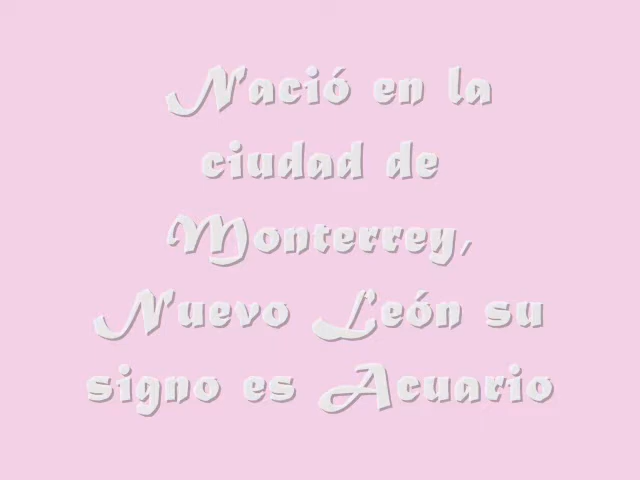 Nació en la
ciudad de
Monterrey,
Nuevo León su
signo es Acuario